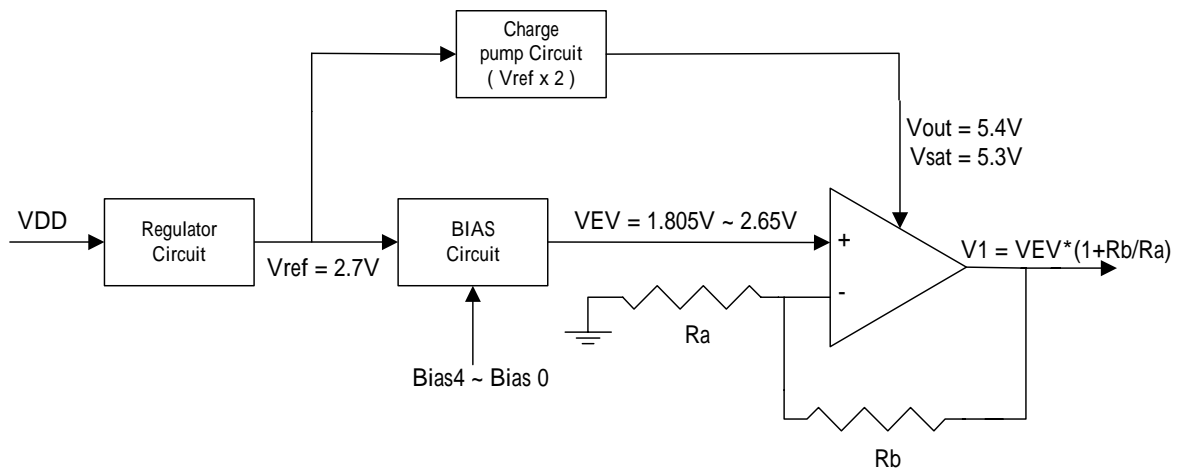 Charge
pump Circuit
( Vref x 2 )
Vout = 5.4V
Vsat = 5.3V
VDD
Regulator
Circuit
Vref = 2.7V
BIAS
Circuit
VEV = 1.805V ~ 2.65V
+
-
V1 = VEV*(1+Rb/Ra)
Ra
Bias4 ~ Bias 0
Rb